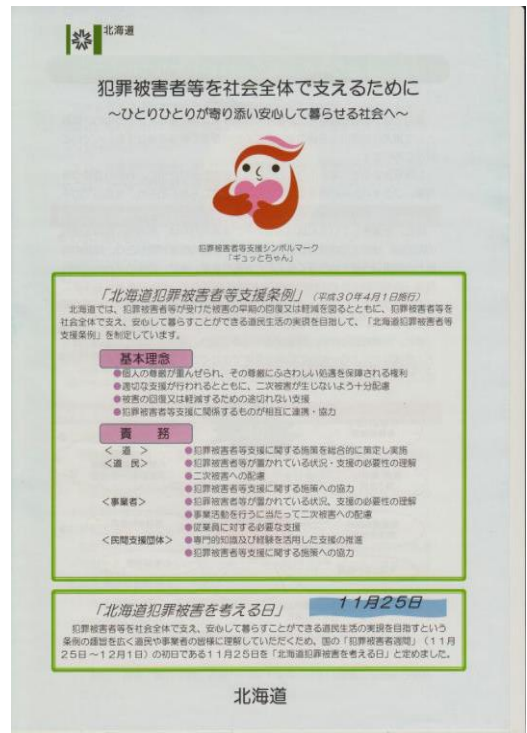 北海道
犯罪被害者等を社会全体で支えるために
～ひとりひとりが寄り添い安心して暮らせる社会へ～
犯罪被害者等支援シンボルマーク
「ギュッとちゃん」
「北海道犯罪被害者等支援条例」（平成30年4月1日施行）
北海道では、犯罪被害者等が受けた被害の早期の回復又は軽減を図るとともに、犯罪被害者等を
社会全体で支え、安心して暮らすことができる道民生活の実現を目指して、「北海道犯罪被害者等
支援条例」を制定しています。
基本理念
●個人の尊厳が重んぜられ、その尊厳にふさわしい処遇を保障される権利
●適切な支援が行われるとともに、二次被害が生じないよう十分配慮
●被害の回復又は軽減するための途切れない支援
●犯罪被害者等支援に関係するものが相互に連携・協力
責　務
＜　道　＞　●犯罪被害者等支援に関する施策を総合的に策定し実施
＜道　民＞　●犯罪被害者等が置かれている状況・支援の必要性の理解
●二次被害への配慮
●犯罪被害者等支援に関する施策への協力
＜事業者＞　●犯罪被害者等が置かれている状況、支援の必要性の理解
●事業活動を行うに当たって二次被害への配慮
●従業員に対する必要な支援
＜民間支援団体＞　●専門的知識及び経験を活用した支援の推進
●犯罪被害者等支援に関する施策への協力
「北海道犯罪被害を考える日」　11月25日
犯罪被害者等を社会全体で支え、安心して暮らすことができる道民生活の実現を目指すという
条例の趣旨を広く道民や事業者の皆様に理解していただくため、国の「犯罪被害者週間」（11月
25日～12月1日）の初日である11月25日を「北海道犯罪被害を考える日」と定めました。
北海道